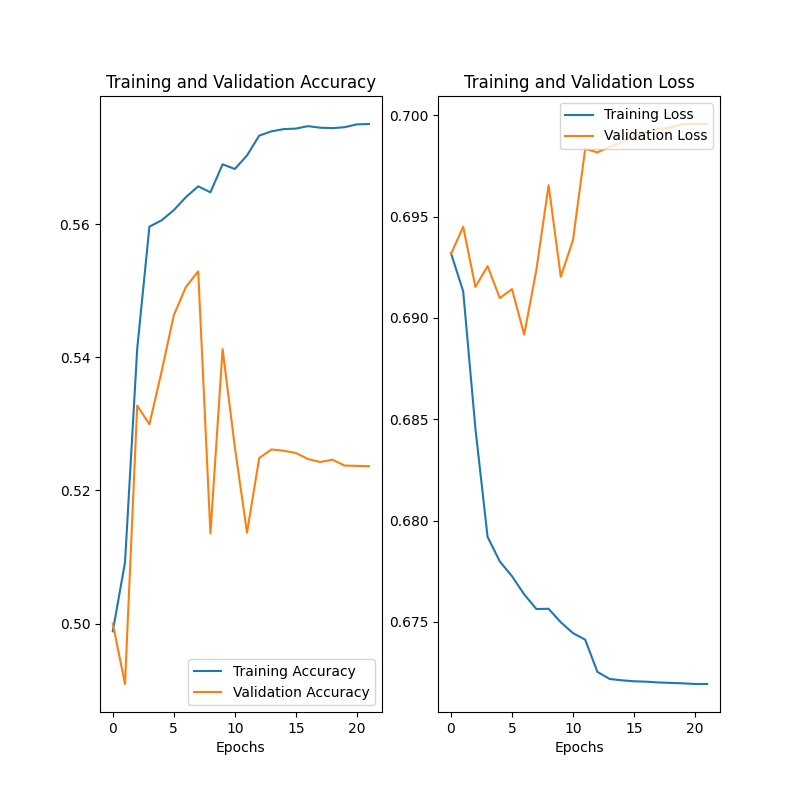 Training and Validation Accuracy
0.56
0.54
0.52
0.50
Training Accuracy
Validation Accuracy
0 5 10 15 20
Epochs
Training and Validation Loss
0.700
0.695
0.690
0.685
0.680
0.675
Training Loss
Validation Loss
0 5 10 15 20
Epochs